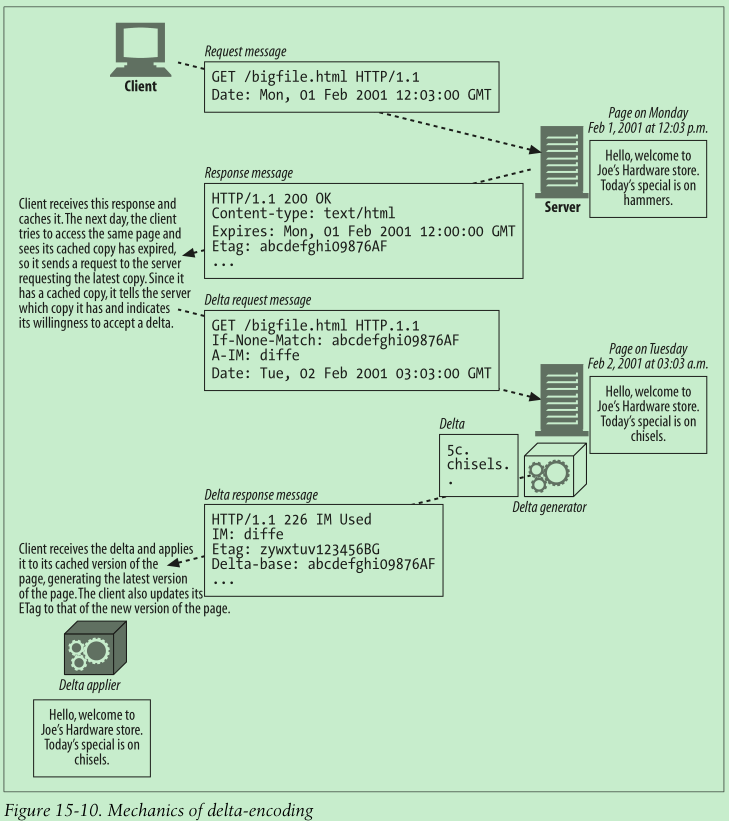 Request message
Client
GET /bigfile.html HTTP/1.1
Date: Mon, 01 Feb 2001 12:03:00 GMT
Page on Monday
Feb 1, 2001 at 12:03 p.m.
Hello, welcome to
Joe's Hardware store.
Today's special is on
hammers.
Server
Response message
HTTP/1.1 200 OK
Content-type: text/html
Expires: Mon, 01 Feb 2001 12:00:00 GMT
Etag: abcdefghi09876AF
...
Client receives this response and
caches it. The next day, the client
tries to access the same page and
sees its cached copy has expired,
so it sends a request to the server
requesting the latest copy. Since it
has a cached copy, it tells the server
which copy it has and indicates
its willingness to accept a delta.
Delta request message
GET /bigfile.html HTTP.1.1
If-None-Match: abcdefghi09876AF
A-IM: diffe
Date: Tue, 02 Feb 2001 03:03:00 GMT
Page on Tuesday
Feb 2, 2001 at 03:03 a.m.
Hello, welcome to
Joe's Hardware store.
Today's special is on
chisels.
Delta
5c.
chisels.
.
Delta generator
Delta response message
HTTP/1.1 226 IM Used
IM: diffe
Etag: zywxtuv123456BG
Delta-base: abcdefghi09876AF
...
Client receives the delta and applies
it to its cached version of the
page, generating the latest version
of the page. The client also updates its
ETag to that of the new version of the page.
Delta applier
Hello, welcome to
Joe's Hardware store.
Today's special is on
chisels.
Figure 15-10. Mechanics of delta-encoding